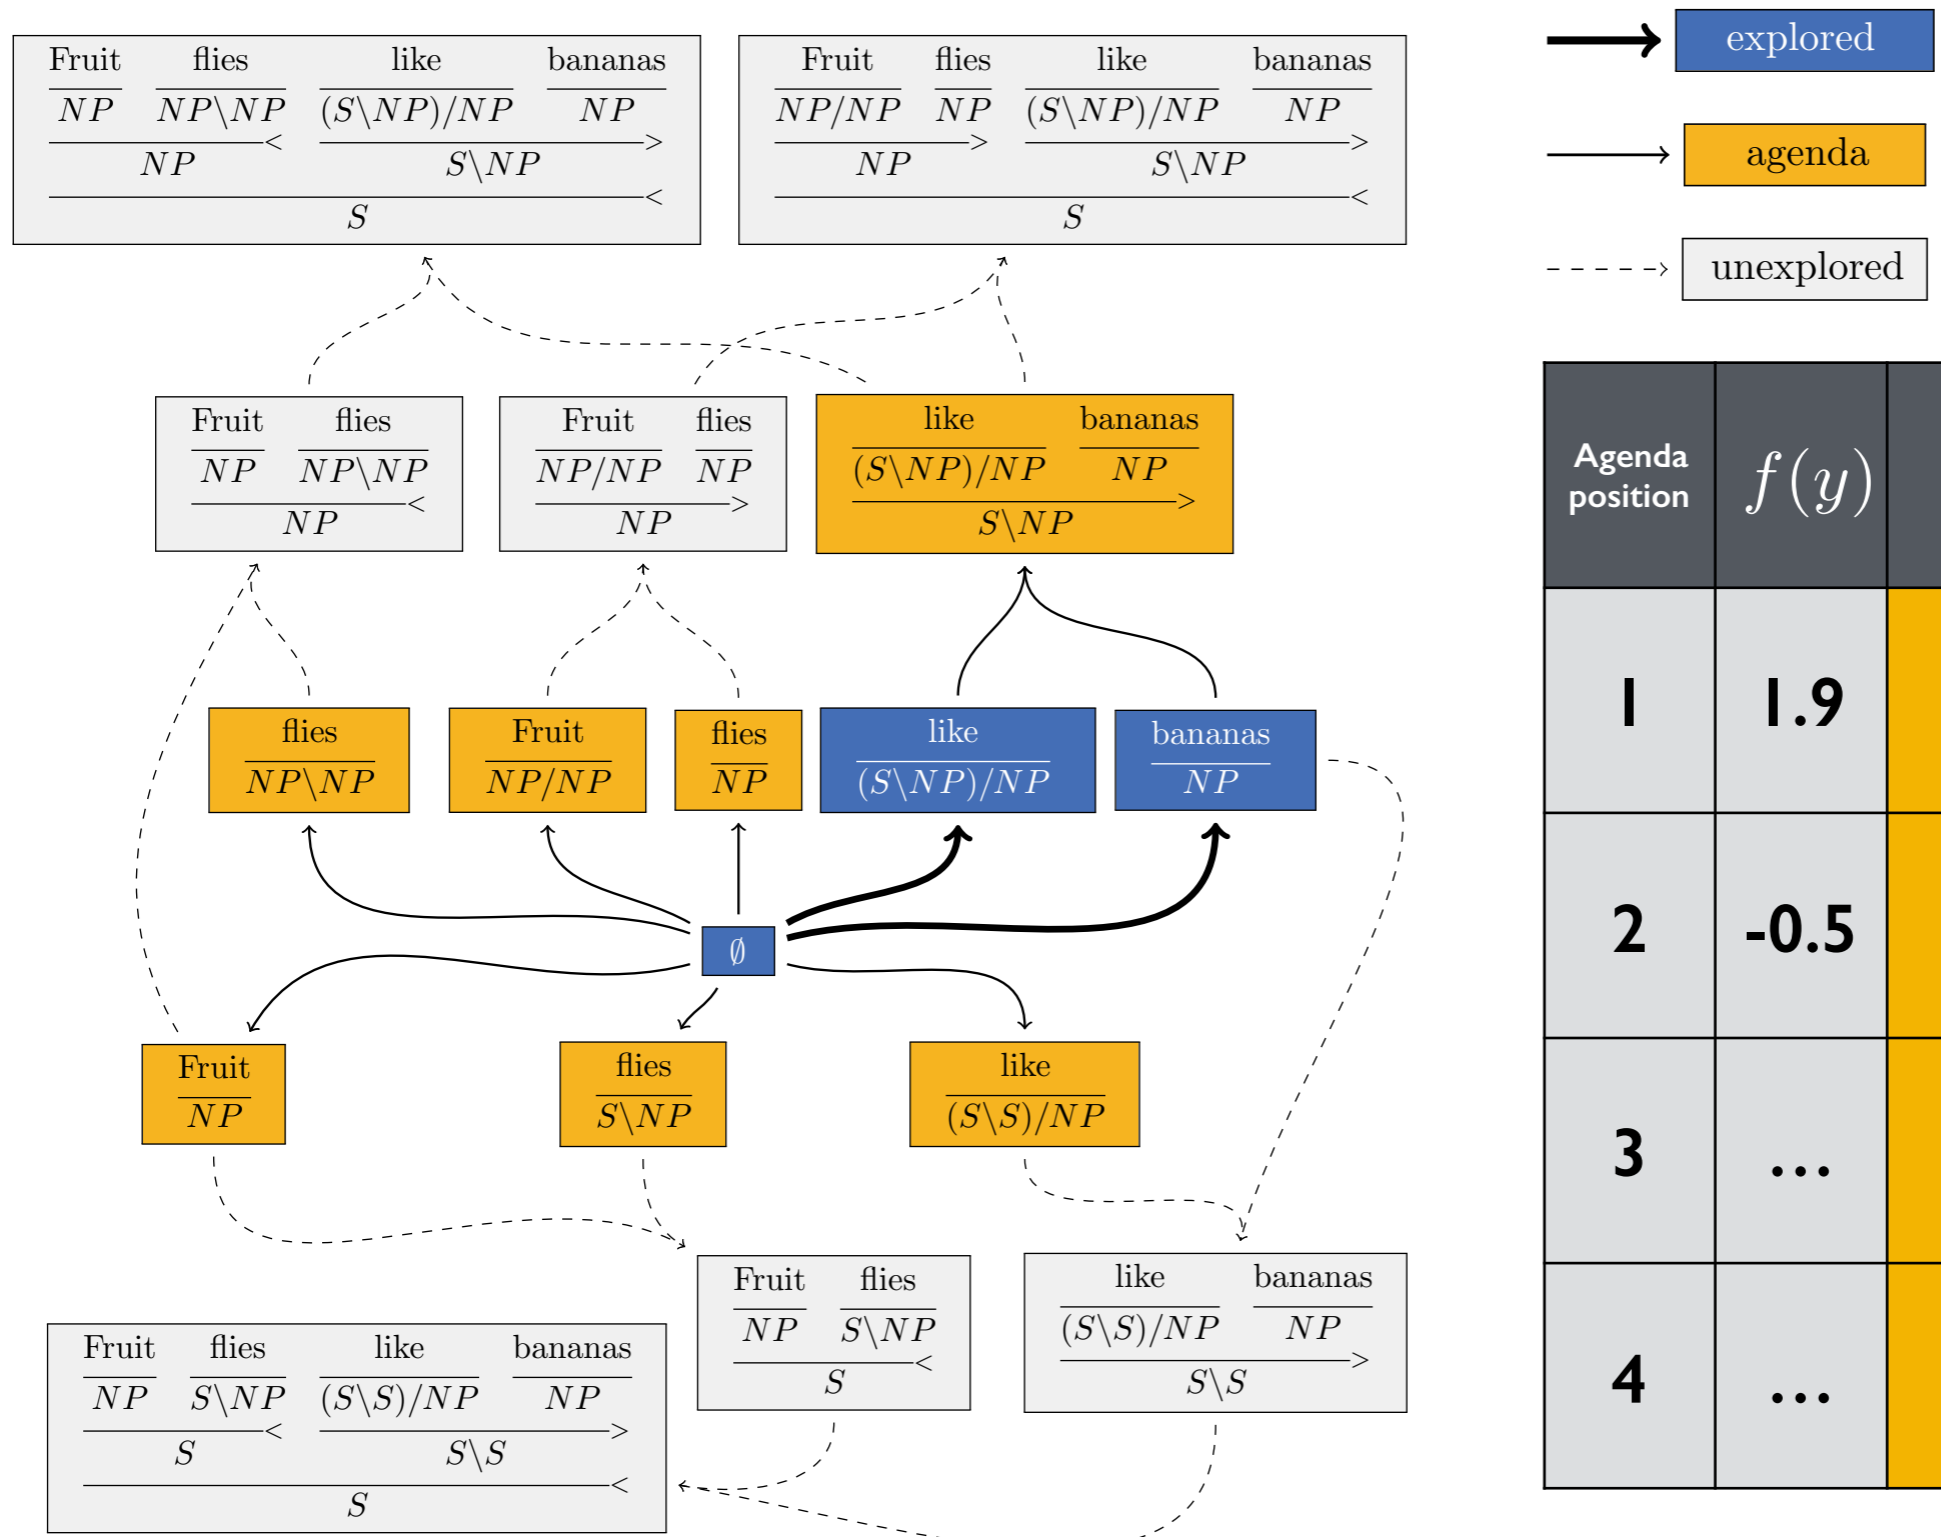 Fruit flies like bananas
NP NP\NP (S\NP)/NP NP
< >
NP S\NP
<
S
Fruit flies like bananas
NP/NP NP (S\NP)/NP NP
> >
NP S\NP
<
S
explored
agenda
unexplored
Fruit flies
NP NP\NP
<
NP
Fruit flies
NP/NP NP
>
NP
like bananas
(S\NP)/NP NP
>
S\NP
flies
NP\NP
Fruit
NP/NP
flies
NP
like
(S\NP)/NP
bananas
NP
∅
Fruit
NP
flies
S\NP
like
(S\S)/NP
Fruit flies
NP S\NP
<
S
like bananas
(S\S)/NP NP
>
S\S
Fruit flies like bananas
NP S\NP (S\S)/NP NP
< >
S S\S
<
S
Agenda
position
f(y)
1 1.9
2 -0.5
3 ...
4 ...